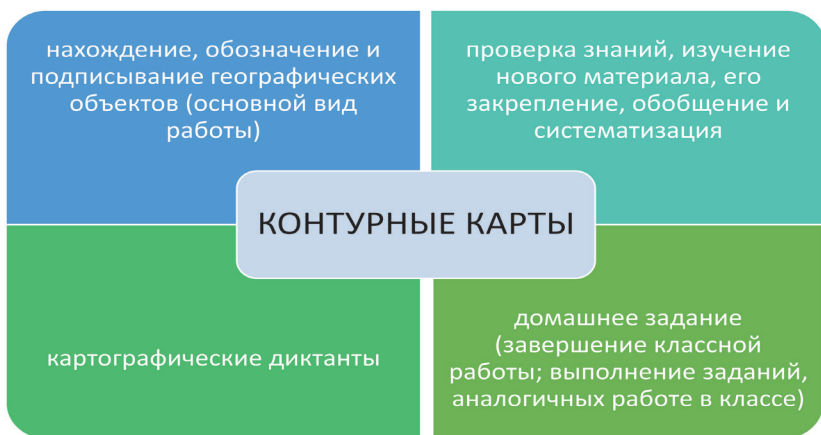 нахождение, обозначение и
подписывание географических
объектов (основной вид
работы)
проверка знаний, изучение
нового материала, его
закрепление, обобщение и
систематизация
КОНТУРНЫЕ КАРТЫ
картографические диктанты
домашнее задание
(завершение классной
работы; выполнение заданий,
аналогичных работе в классе)